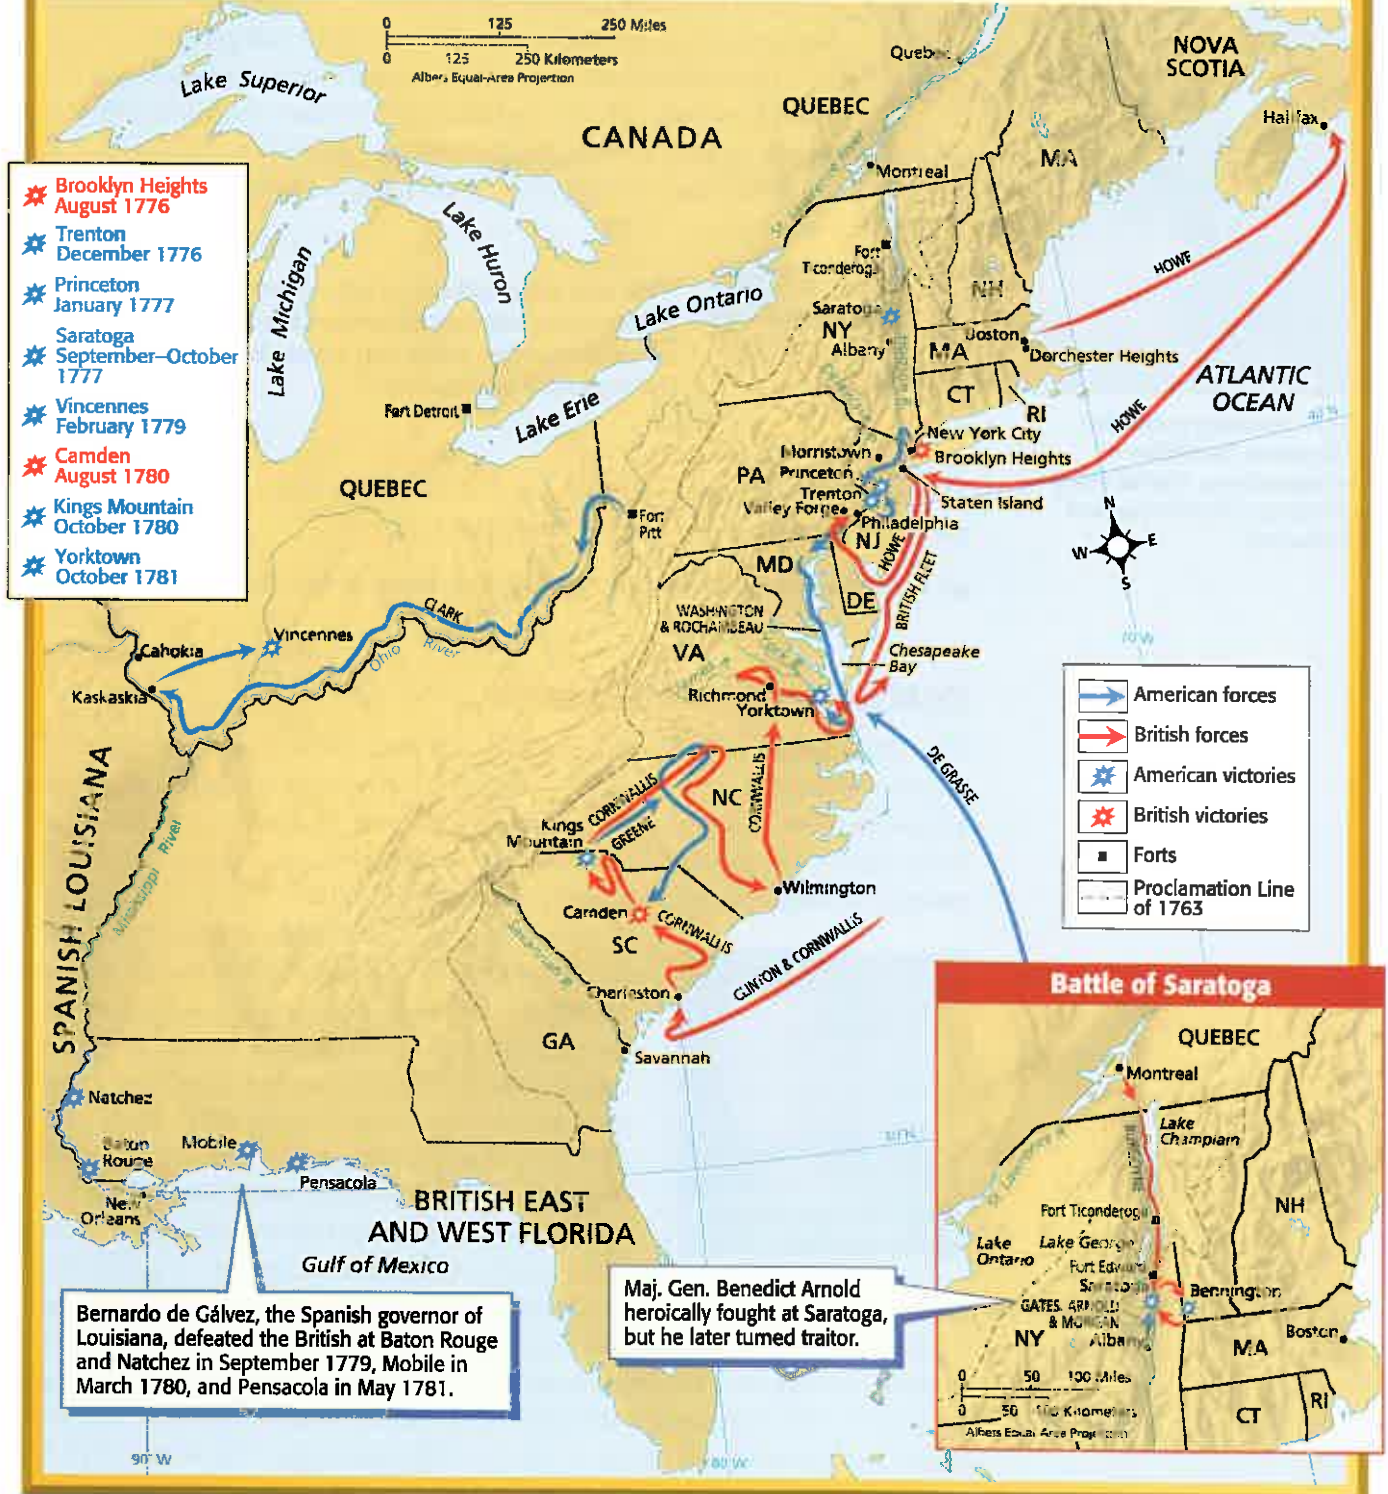 0 125 250 Miles
0 125 250 Kilometers
Albers Equal-Area Projection
Lake Superior
CANADA
QUEBEC
Quebec
NOVA
SCOTIA
Halifax
Montreal
MA
Brooklyn Heights
August 1776
Trenton
December 1776
Princeton
January 1777
Saratoga
September–October
1777
Vincennes
February 1779
Camden
August 1780
Kings Mountain
October 1780
Yorktown
October 1781
Lake Michigan
Lake Huron
Lake Ontario
Lake Erie
Fort
Ticonderoga
Saratoga
NY
Albany
NH
MA
Boston
Dorchester Heights
CT
RI
HOWE
HOWE
ATLANTIC
OCEAN
Fort Detroit
QUEBEC
Fort
Pitt
New York City
Brooklyn Heights
Morristown
PA
Princeton
Trenton
Valley Forge
Staten Island
Philadelphia
NJ
HOWE
BRITISH FLEET
MD
DE
N
W
E
S
70°W
WASHINGTON
& ROCHAMBEAU
VA
Chesapeake
Bay
Richmond
Yorktown
CLARK
Ohio River
Vincennes
Cahokia
Kaskaskia
SPANISH LOUISIANA
Mississippi River
American forces
British forces
American victories
British victories
Forts
Proclamation Line
of 1763
DE GRASSE
CORNWALLIS
GREENE
NC
CORNWALLIS
Kings
Mountain
Wilmington
Camden
CORNWALLIS
SC
CLINTON & CORNWALLIS
Savannah R.
Charleston
GA
Savannah
Natchez
Baton
Rouge
Mobile
Pensacola
New
Orleans
BRITISH EAST
AND WEST FLORIDA
Gulf of Mexico
Bernardo de Gálvez, the Spanish governor of
Louisiana, defeated the British at Baton Rouge
and Natchez in September 1779, Mobile in
March 1780, and Pensacola in May 1781.
Maj. Gen. Benedict Arnold
heroically fought at Saratoga,
but he later turned traitor.
90°W
80°W
Battle of Saratoga
QUEBEC
Montreal
Lake
Champlain
Fort Ticonderoga
NH
Lake
Ontario
Lake George
Fort Edward
Saratoga
Bennington
GATES, ARNOLD
& MORGAN
NY
Albany
MA
Boston
CT
RI
0 50 100 Miles
0 50 100 Kilometers
Albers Equal-Area Projection